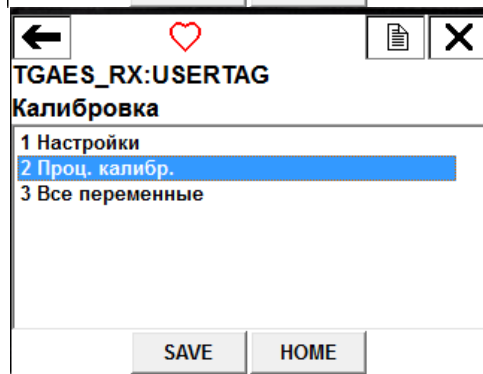 TGAES_RX:USERTAG
Калибровка
1 Настройки
2 Проц. калибр.
3 Все переменные
SAVE HOME